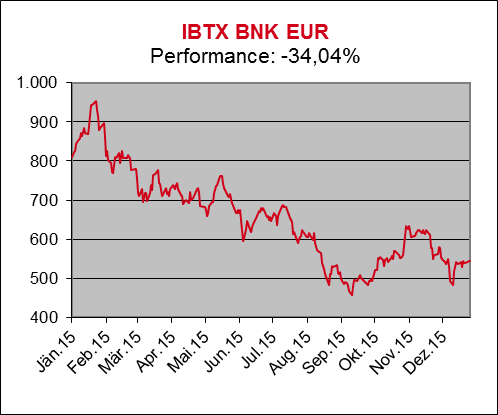 IBTX BNK EUR
Performance: -34,04%
1.000
900
800
700
600
500
400
Jän.15
Feb.15
Mär.15
Apr.15
Mai.15
Jun.15
Jul.15
Aug.15
Sep.15
Okt.15
Nov.15
Dez.15